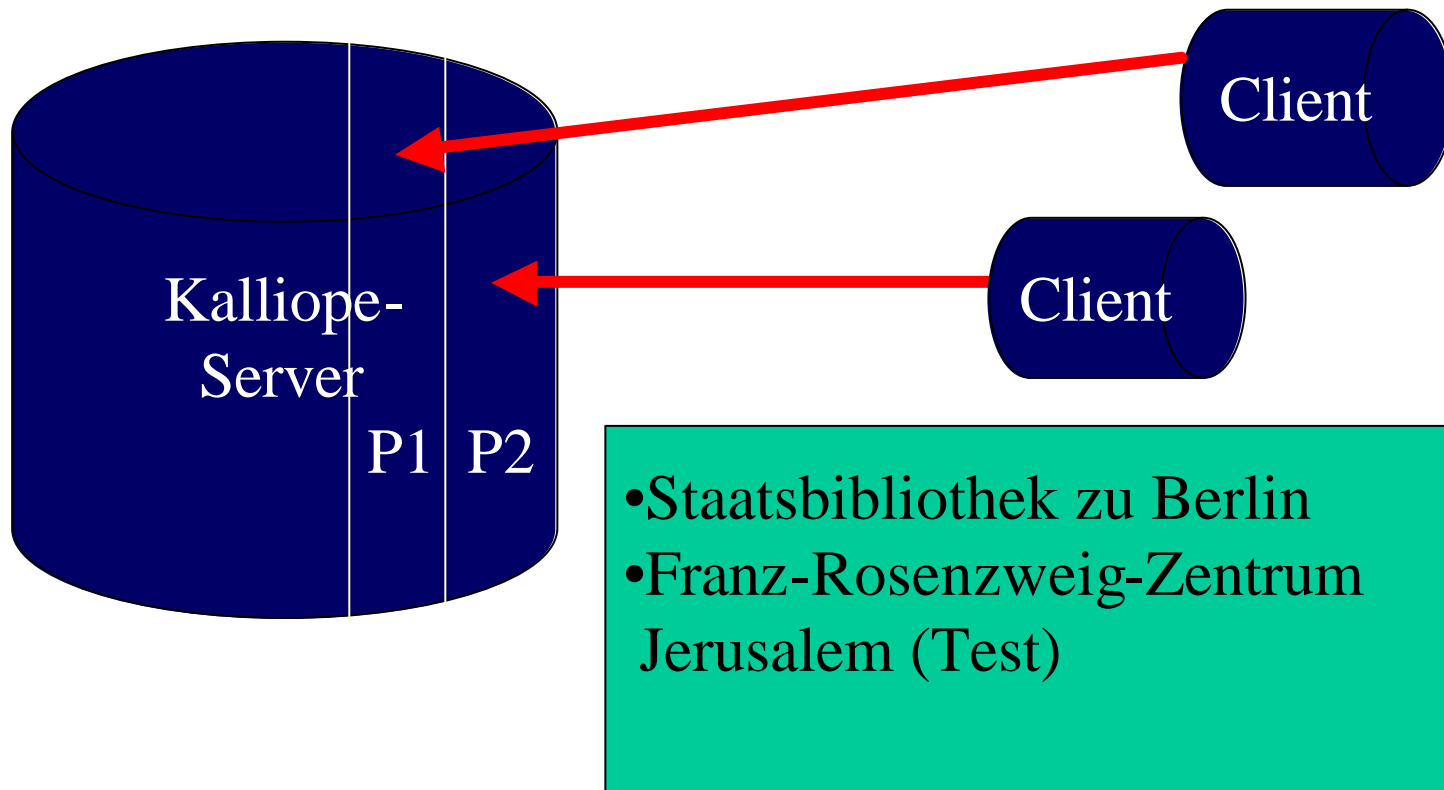 Client
Client
Kalliope-
Server
P1 P2
•Staatsbibliothek zu Berlin
•Franz-Rosenzweig-Zentrum
Jerusalem (Test)